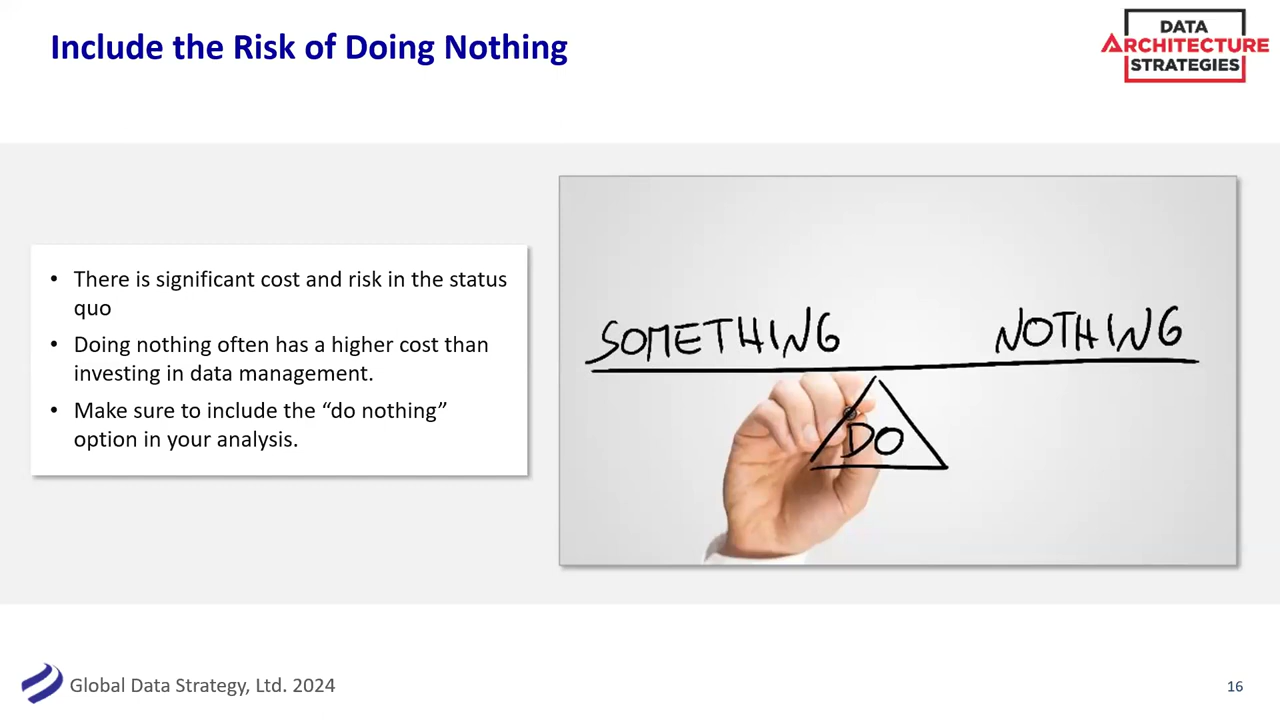 Include the Risk of Doing Nothing
DATA
ARCHITECTURE
STRATEGIES
• There is significant cost and risk in the status
quo
• Doing nothing often has a higher cost than
investing in data management.
• Make sure to include the “do nothing”
option in your analysis.
SOMETHING NOTHING
DO
Global Data Strategy, Ltd. 2024
16